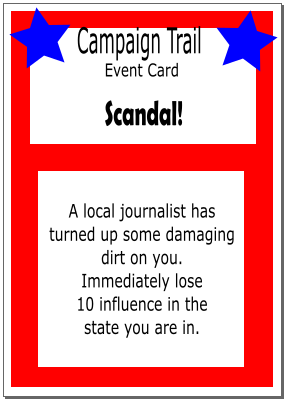 Campaign Trail
Event Card
Scandal!
A local journalist has
turned up some damaging
dirt on you.
Immediately lose
10 influence in the
state you are in.